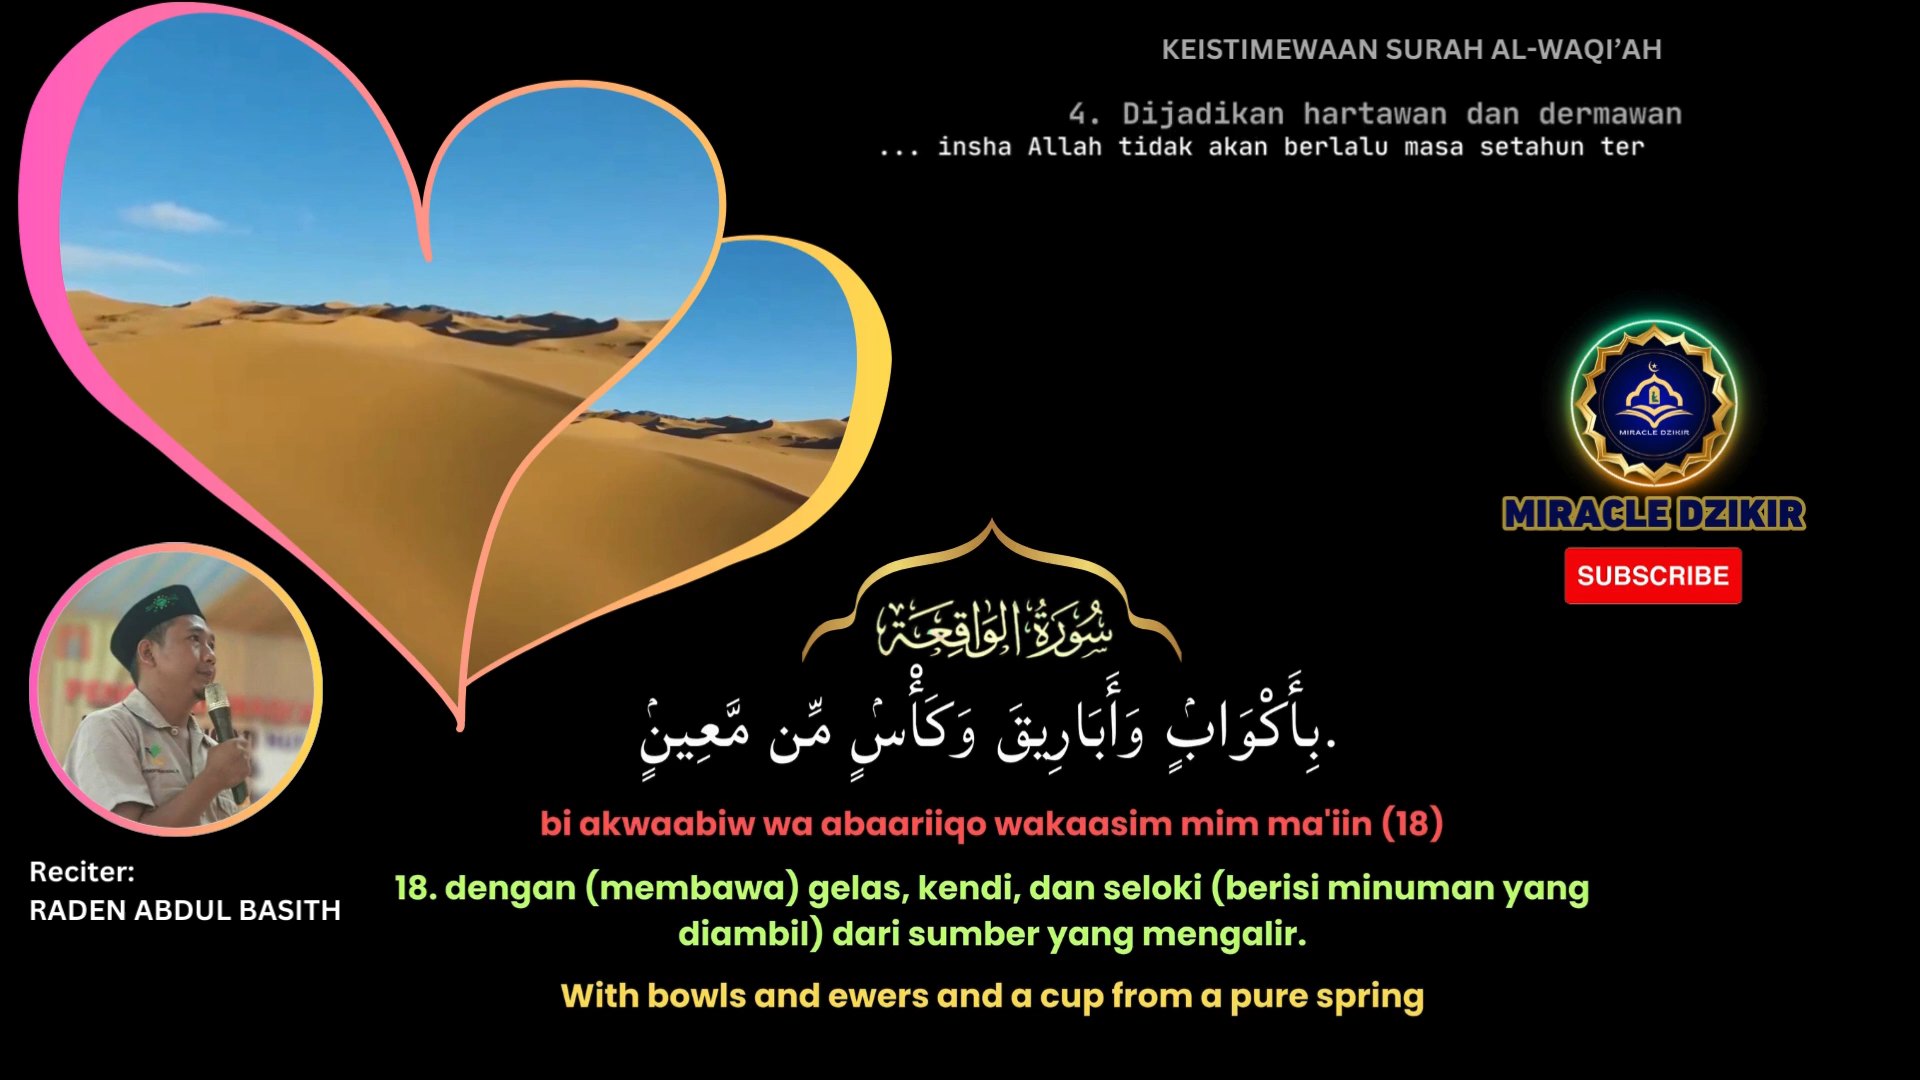 KEISTIMEWAAN SURAH AL-WAQI’AH
4. Dijadikan hartawan dan dermawan
... insha Allah tidak akan berlalu masa setahun ter
MIRACLE DZIKIR
MIRACLE DZIKIR
SUBSCRIBE
سُورَةُ الوَاقِعَة
بِأَكْوَابٍۢ وَأَبَارِيقَ وَكَأْسٍۢ مِّن مَّعِينٍۢ.
bi akwaabiw wa abaariiqo wakaasim mim ma'iin (18)
Reciter:
RADEN ABDUL BASITH
18. dengan (membawa) gelas, kendi, dan seloki (berisi minuman yang
diambil) dari sumber yang mengalir.
With bowls and ewers and a cup from a pure spring